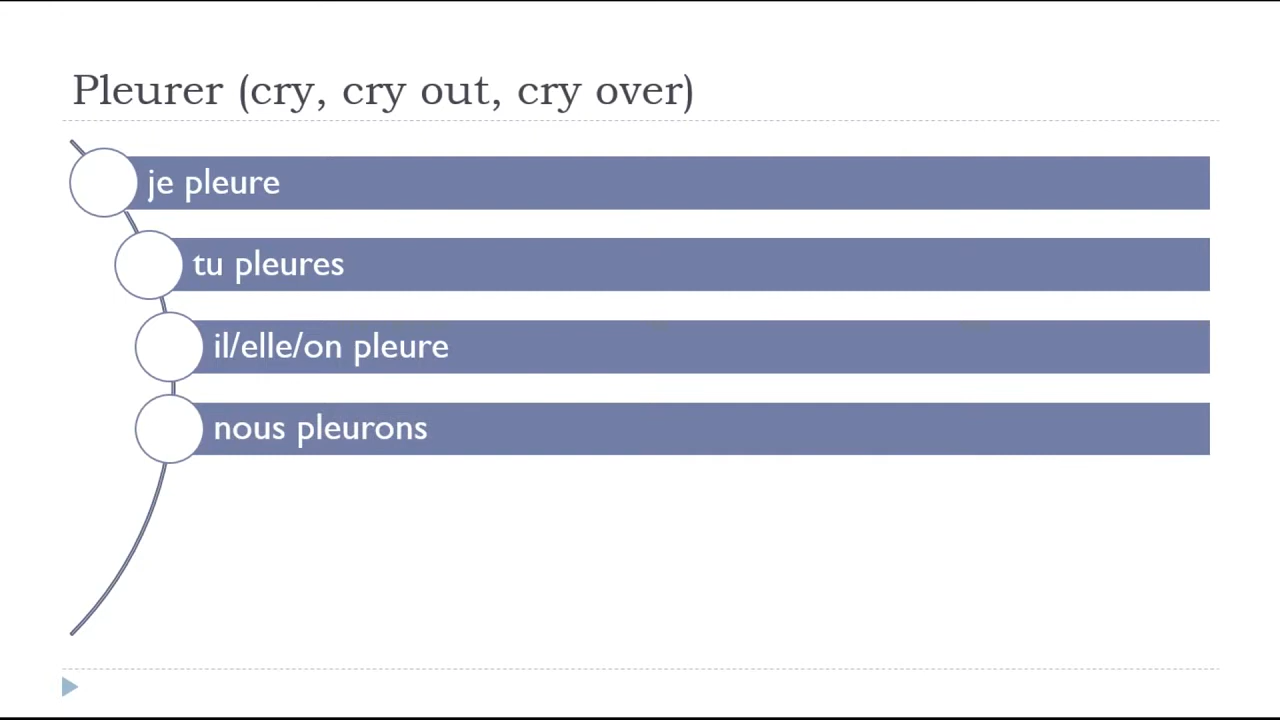 Pleurer (cry, cry out, cry over)
je pleure
tu pleures
il/elle/on pleure
nous pleurons